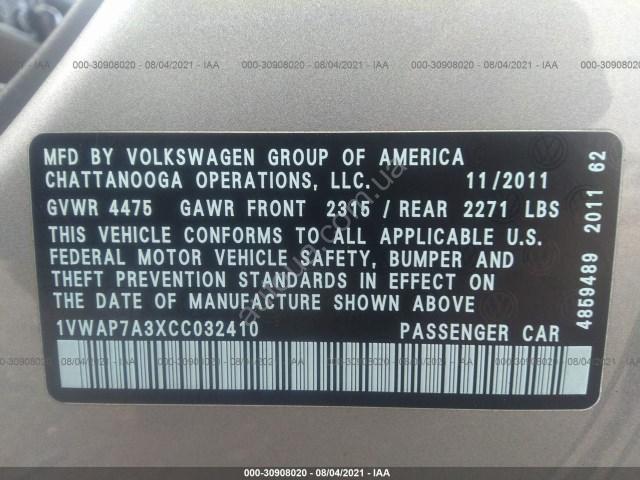 000-30908020 - 08/04/2021 - IAA
MFD BY VOLKSWAGEN GROUP OF AMERICA
CHATTANOOGA OPERATIONS, LLC. 11/2011
GVWR 4475 GAWR FRONT 2315 / REAR 2271 LBS
THIS VEHICLE CONFORMS TO ALL APPLICABLE U.S.
FEDERAL MOTOR VEHICLE SAFETY, BUMPER AND
THEFT PREVENTION STANDARDS IN EFFECT ON
THE DATE OF MANUFACTURE SHOWN ABOVE.
1VWAP7A3XCC032410 PASSENGER CAR
4859489 2011 62
000-30908020 - 08/04/2021 - IAA